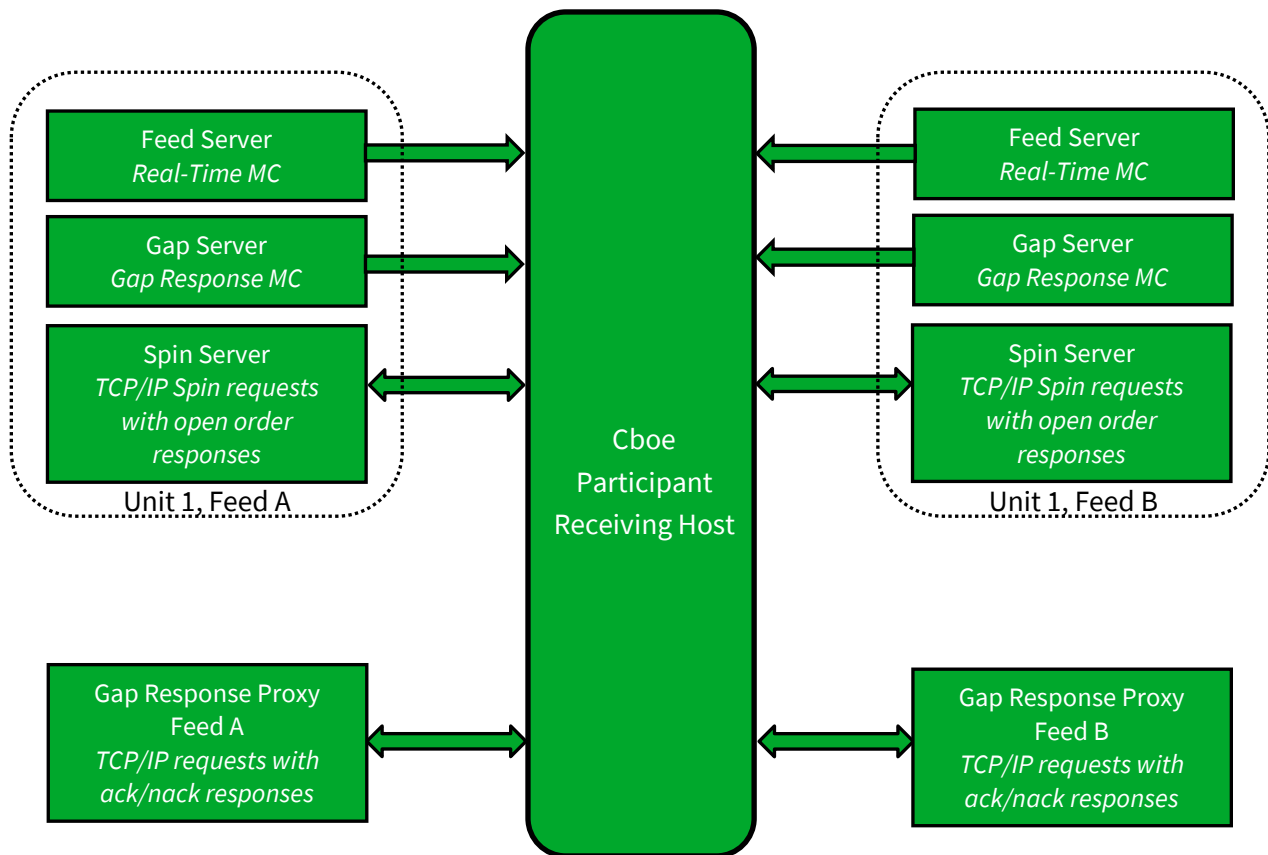 Feed Server
Real-Time MC
Gap Server
Gap Response MC
Spin Server
TCP/IP Spin requests
with open order
responses
Unit 1, Feed A
Gap Response Proxy
Feed A
TCP/IP requests with
ack/nack responses
Cboe
Participant
Receiving Host
Feed Server
Real-Time MC
Gap Server
Gap Response MC
Spin Server
TCP/IP Spin requests
with open order
responses
Unit 1, Feed B
Gap Response Proxy
Feed B
TCP/IP requests with
ack/nack responses